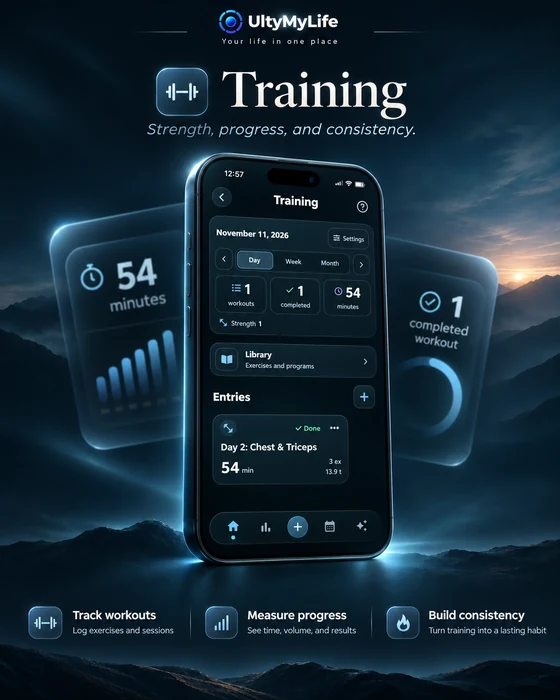 UltyMyLife
Your life in one place
Training
Strength, progress, and consistency.
12:57
Training
November 11, 2026
Settings
Day
Week
Month
1
workouts
1
completed
54
minutes
Strength 1
Library
Exercises and programs
Entries
Done
Day 2: Chest & Triceps
54 min
3 ex
13.9 t
54
minutes
1
completed
workout
Track workouts
Log exercises and sessions
Measure progress
See time, volume, and results
Build consistency
Turn training into a lasting habit